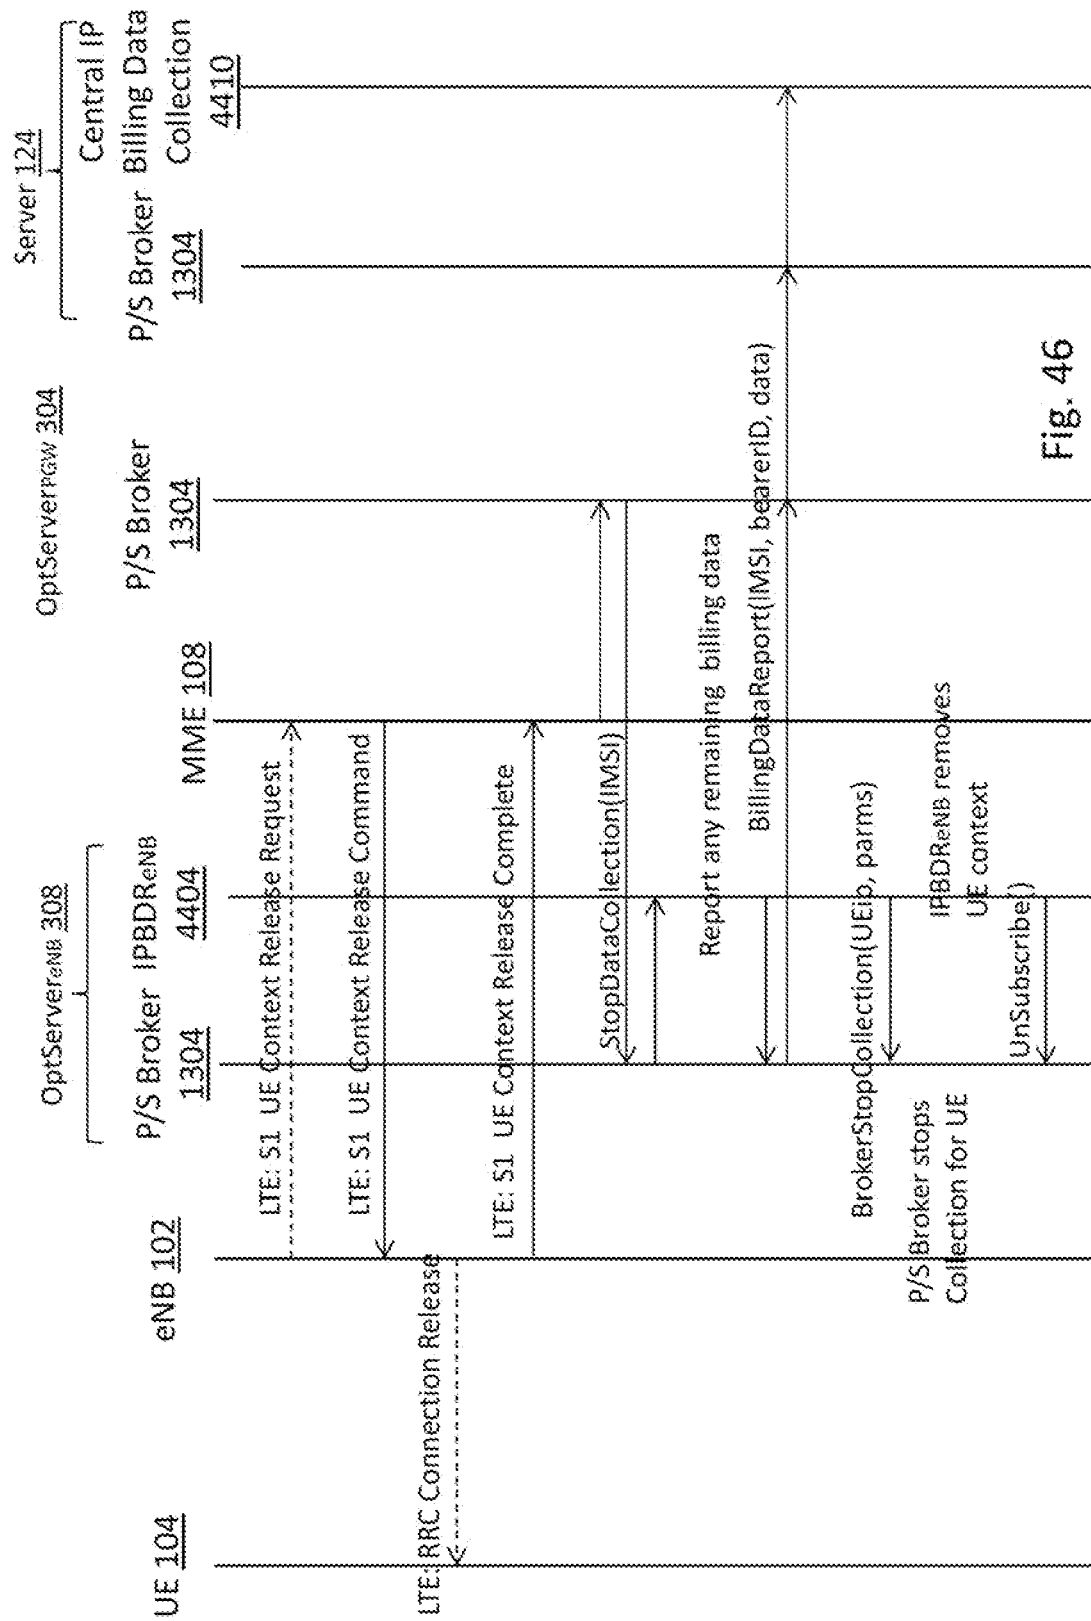 UE 104
eNB 102
OptServereNB 308
P/S Broker IPBDReNB
1304
4404
MME 108
OptServerPGW 304
P/S Broker
1304
Server 124
Central IP
P/S Broker Billing Data
1304
Collection
4410
LTE: S1 UE Context Release Request
LTE: S1 UE Context Release Command
LTE: RRC Connection Release
LTE: S1 UE Context Release Complete
StopDataCollection(IMSI)
Report any remaining billing data
BillingDataReport(IMSI, bearerID, data)
BrokerStopCollection(UEip, parms)
P/S Broker stops
Collection for UE
IPBDReNB removes
UE context
UnSubscribe()
Fig. 46